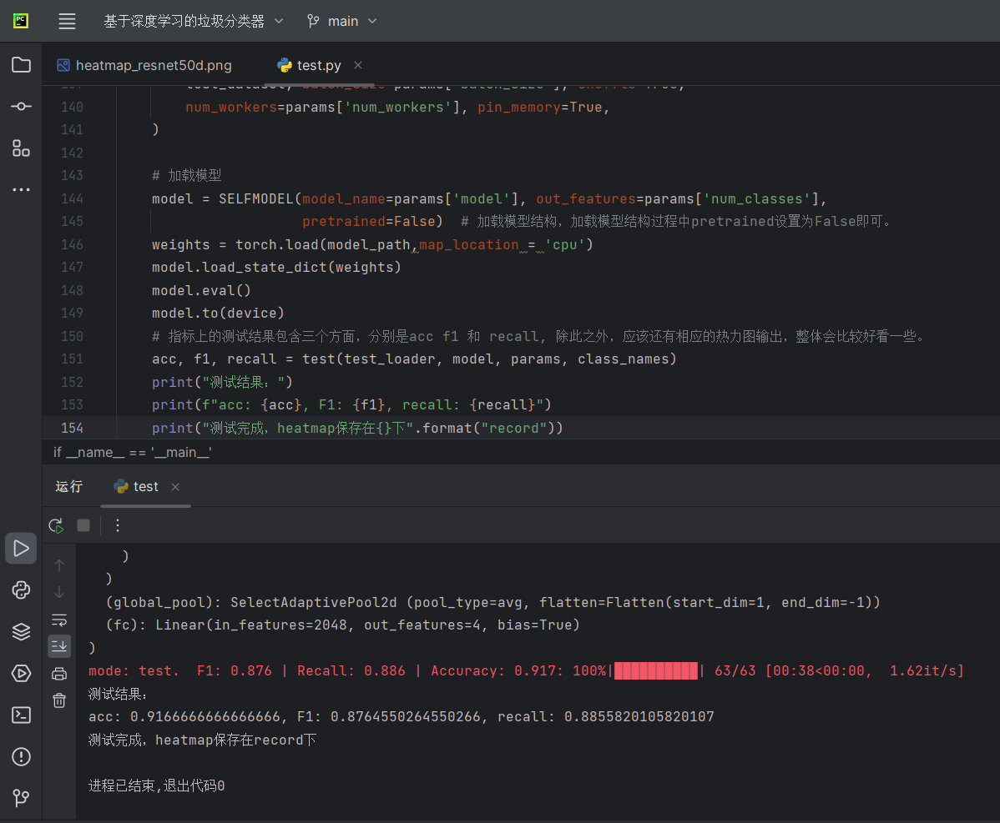 PC
基于深度学习的垃圾分类器
main
heatmap_resnet50d.png
test.py
140 num_workers=params['num_workers'], pin_memory=True,
141 )
142
143 # 加载模型
144 model = SELFMODEL(model_name=params['model'], out_features=params['num_classes'],
145 pretrained=False) # 加载模型结构，加载模型结构过程中pretrained设置为False即可。
146 weights = torch.load(model_path,map_location = 'cpu')
147 model.load_state_dict(weights)
148 model.eval()
149 model.to(device)
150 # 指标上的测试结果包含三个方面，分别是acc f1 和 recall, 除此之外，应该还有相应的热力图输出，整体会比较好看一些。
151 acc, f1, recall = test(test_loader, model, params, class_names)
152 print("测试结果：")
153 print(f"acc: {acc}, F1: {f1}, recall: {recall}")
154 print("测试完成，heatmap保存在{}下".format("record"))
if __name__ == '__main__'
运行
test
)
)
(global_pool): SelectAdaptivePool2d (pool_type=avg, flatten=Flatten(start_dim=1, end_dim=-1))
(fc): Linear(in_features=2048, out_features=4, bias=True)
)
mode: test.  F1: 0.876 | Recall: 0.886 | Accuracy: 0.917: 100%|██████████| 63/63 [00:38<00:00,  1.62it/s]
测试结果：
acc: 0.9166666666666666, F1: 0.8764550264550266, recall: 0.8855820105820107
测试完成，heatmap保存在record下
进程已结束,退出代码0